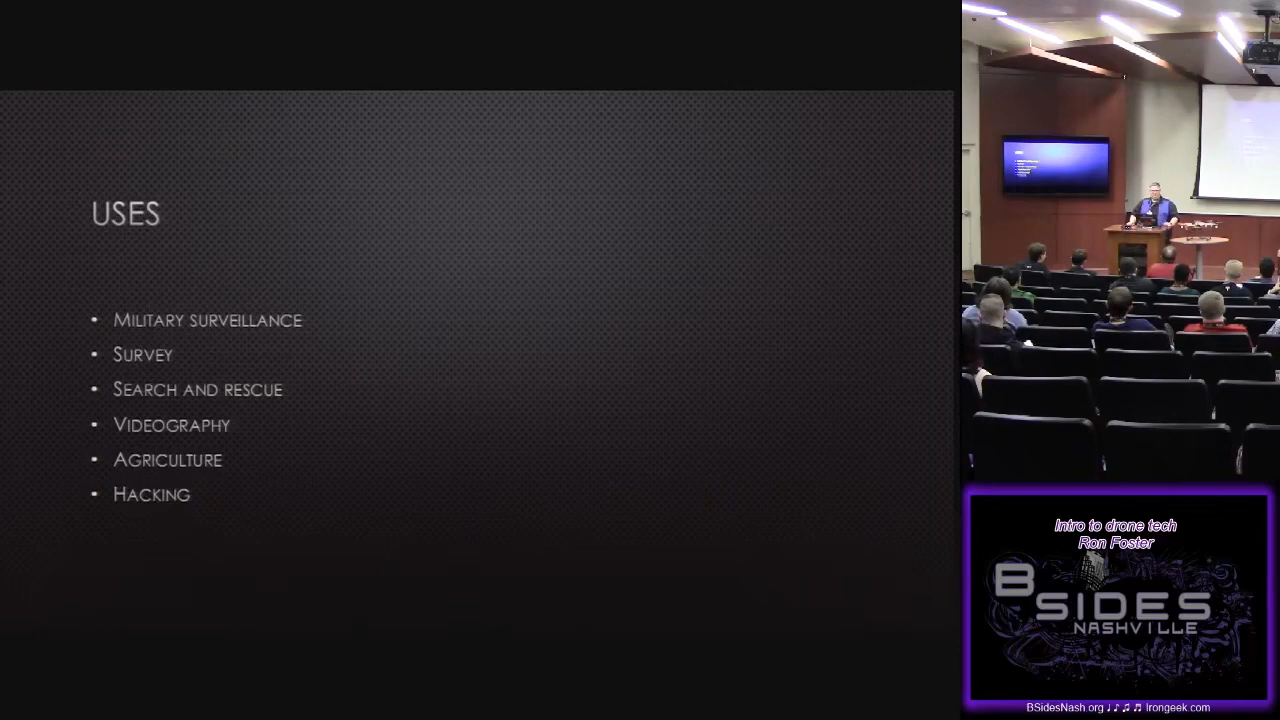 USES
• MILITARY SURVEILLANCE
• SURVEY
• SEARCH AND RESCUE
• VIDEOGRAPHY
• AGRICULTURE
• HACKING
Intro to drone tech
Ron Foster
B
SIDES
NASHVILLE
BSidesNash.org ♩ ♪ ♫ ♬ Irongeek.com